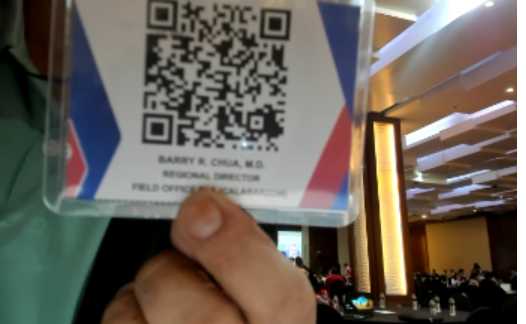 BARRY R. CHUA, M.D.
REGIONAL DIRECTOR
FIELD OFFICE